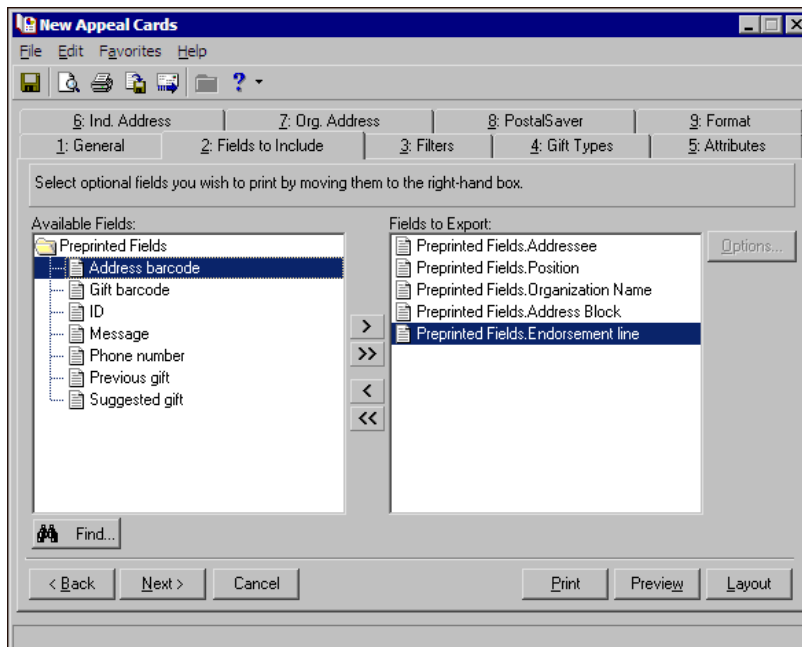 New Appeal Cards
File Edit Favorites Help
?
6: Ind. Address 7: Org. Address 8: PostalSaver 9: Format
1: General 2: Fields to Include 3: Filters 4: Gift Types 5: Attributes
Select optional fields you wish to print by moving them to the right-hand box.
Available Fields:
Preprinted Fields
Address barcode
Gift barcode
ID
Message
Phone number
Previous gift
Suggested gift
Find...
>
>>
<
<<
Fields to Export:
Preprinted Fields.Addressee
Preprinted Fields.Position
Preprinted Fields.Organization Name
Preprinted Fields.Address Block
Preprinted Fields.Endorsement line
Options...
< Back Next > Cancel Print Preview Layout